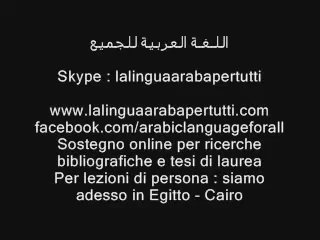 اللغة العربية للجميع
Skype : lalinguaarabapertutti
www.lalinguaarabapertutti.com
facebook.com/arabiclanguageforall
Sostegno online per ricerche
bibliografiche e tesi di laurea
Per lezioni di persona : siamo
adesso in Egitto - Cairo